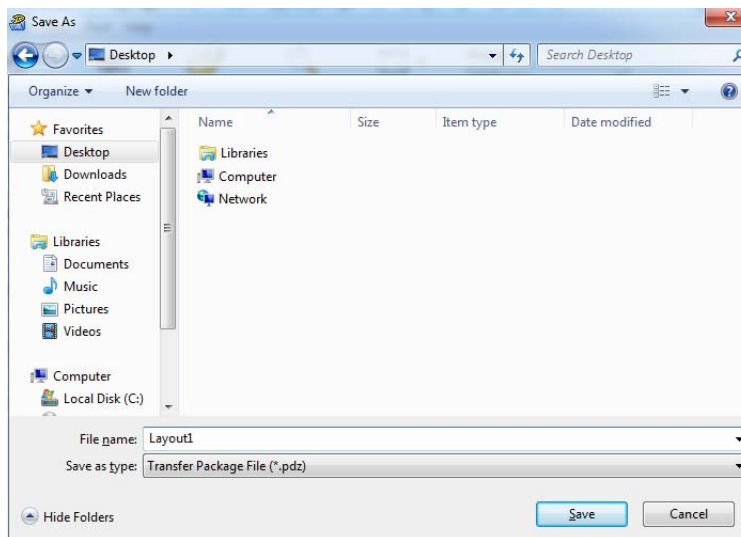 Save As
Desktop
Search Desktop
Organize New folder
Name Size Item type Date modified
Favorites
Desktop
Downloads
Recent Places
Libraries
Documents
Music
Pictures
Videos
Computer
Local Disk (C:)
Libraries
Computer
Network
File name: Layout1
Save as type: Transfer Package File (*.pdz)
Hide Folders
Save Cancel